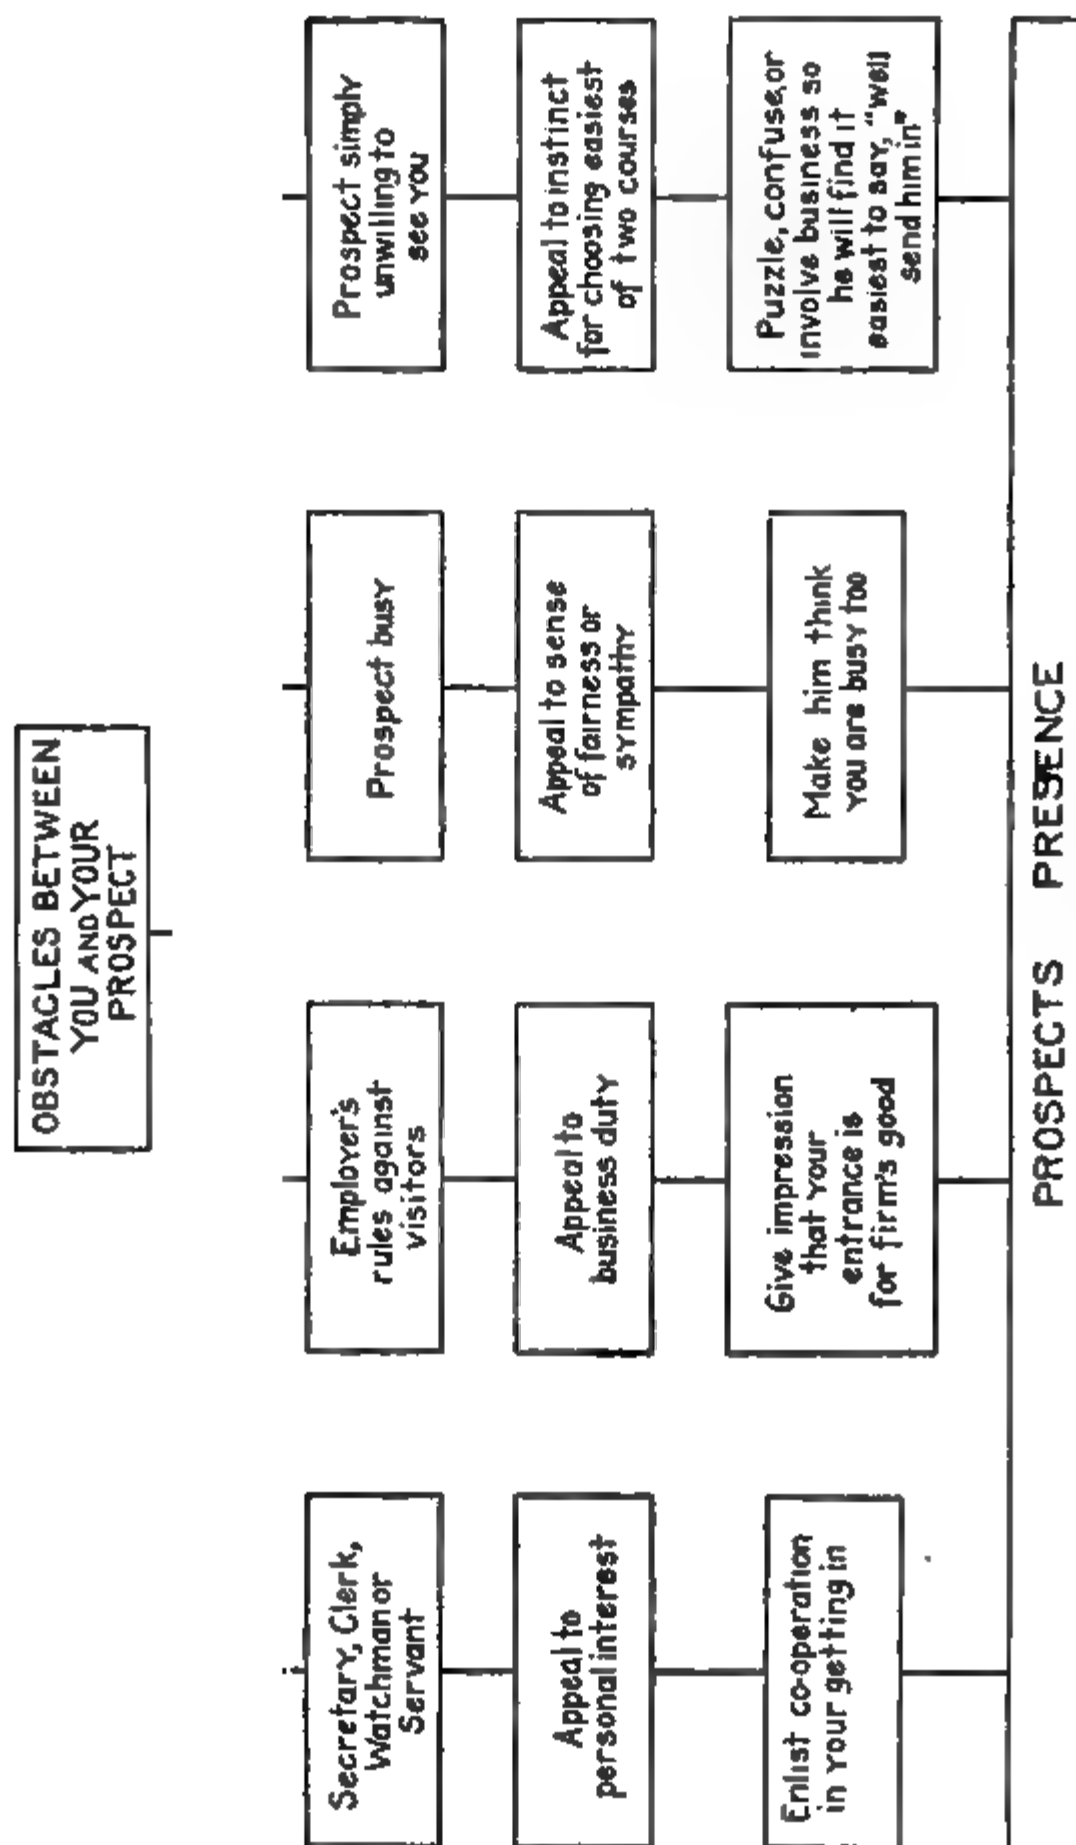 OBSTACLES BETWEEN
YOU AND YOUR
PROSPECT
Secretary, Clerk,
Watchman or
Servant
Employer's
rules against
visitors
Prospect busy
Prospect simply
unwilling to
see you
Appeal to
personal interest
Appeal to
business duty
Appeal to sense
of fairness or
sympathy
Appeal to instinct
for choosing easiest
of two courses
Enlist co-operation
in your getting in
Give impression
that your
entrance is
for firm's good
Make him think
you are busy too
Puzzle, confuse, or
involve business so
he will find it
easiest to say, "well
send him in"
PROSPECTS PRESENCE